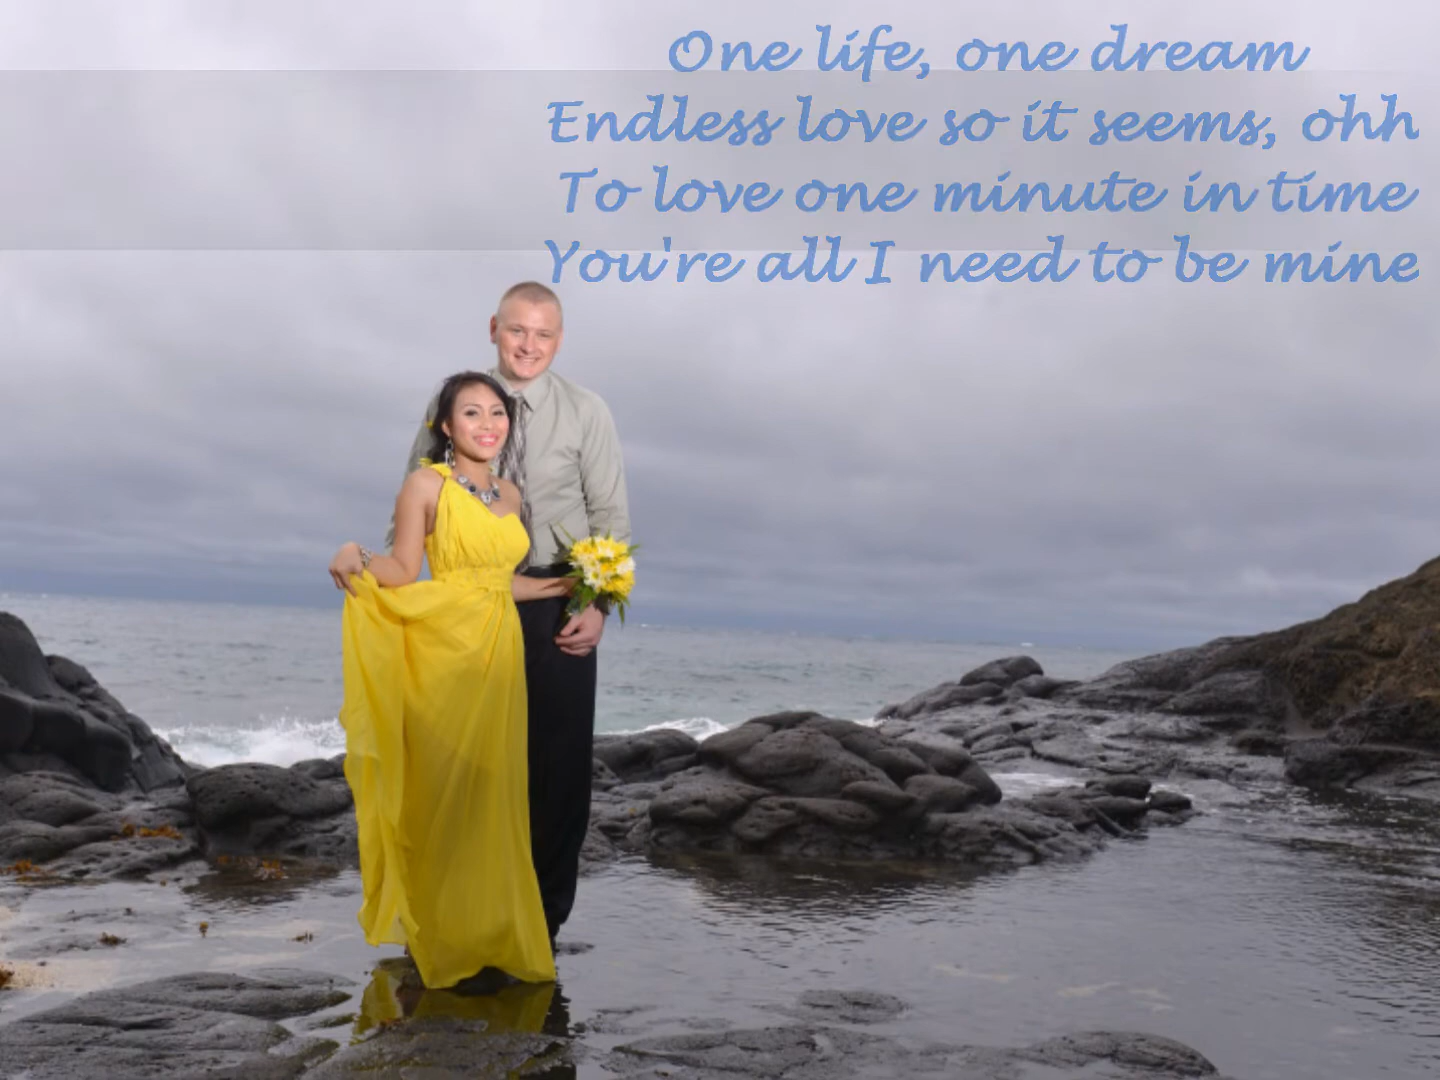 One life, one dream
Endless love so it seems, ohh
To love one minute in time
You're all I need to be mine